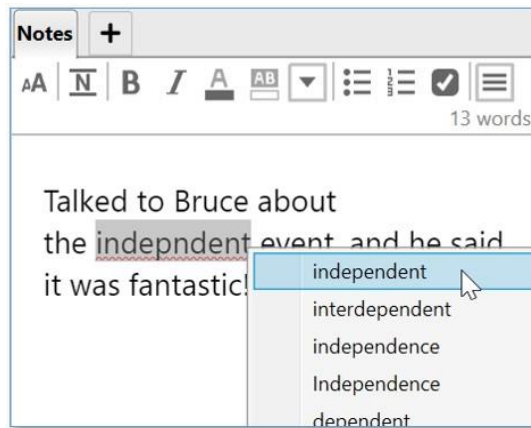 Notes +
AA N B I A AB
13 words
Talked to Bruce about
the indepndent event, and he said
it was fantastic!
independent
interdependent
independence
Independence
dependent